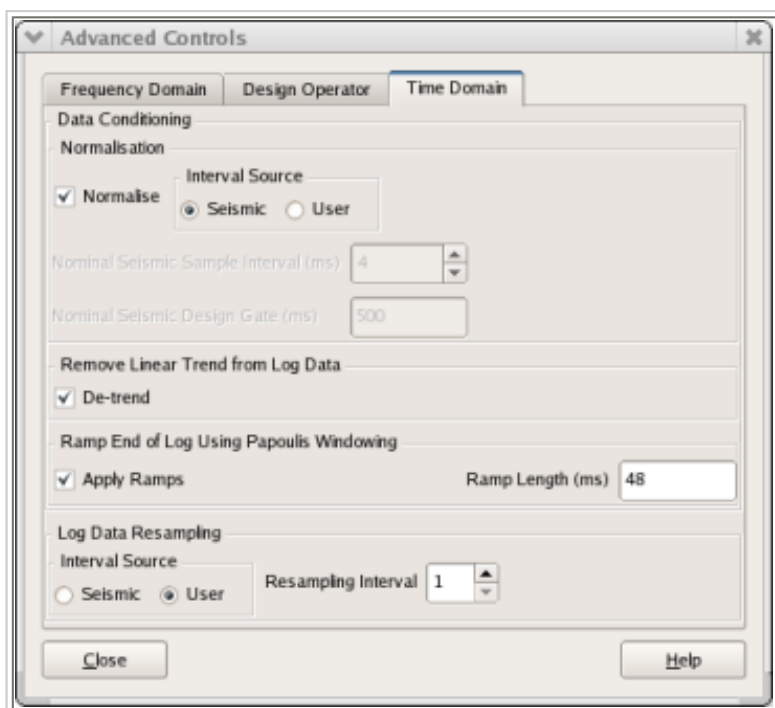 Advanced Controls
Frequency Domain
Design Operator
Time Domain
Data Conditioning
Normalisation
Normalise
Interval Source
Seismic
User
Nominal Seismic Sample Interval (ms)
4
Nominal Seismic Design Gate (ms)
500
Remove Linear Trend from Log Data
De-trend
Ramp End of Log Using Papoulis Windowing
Apply Ramps
Ramp Length (ms)
48
Log Data Resampling
Interval Source
Seismic
User
Resampling Interval
1
Close
Help